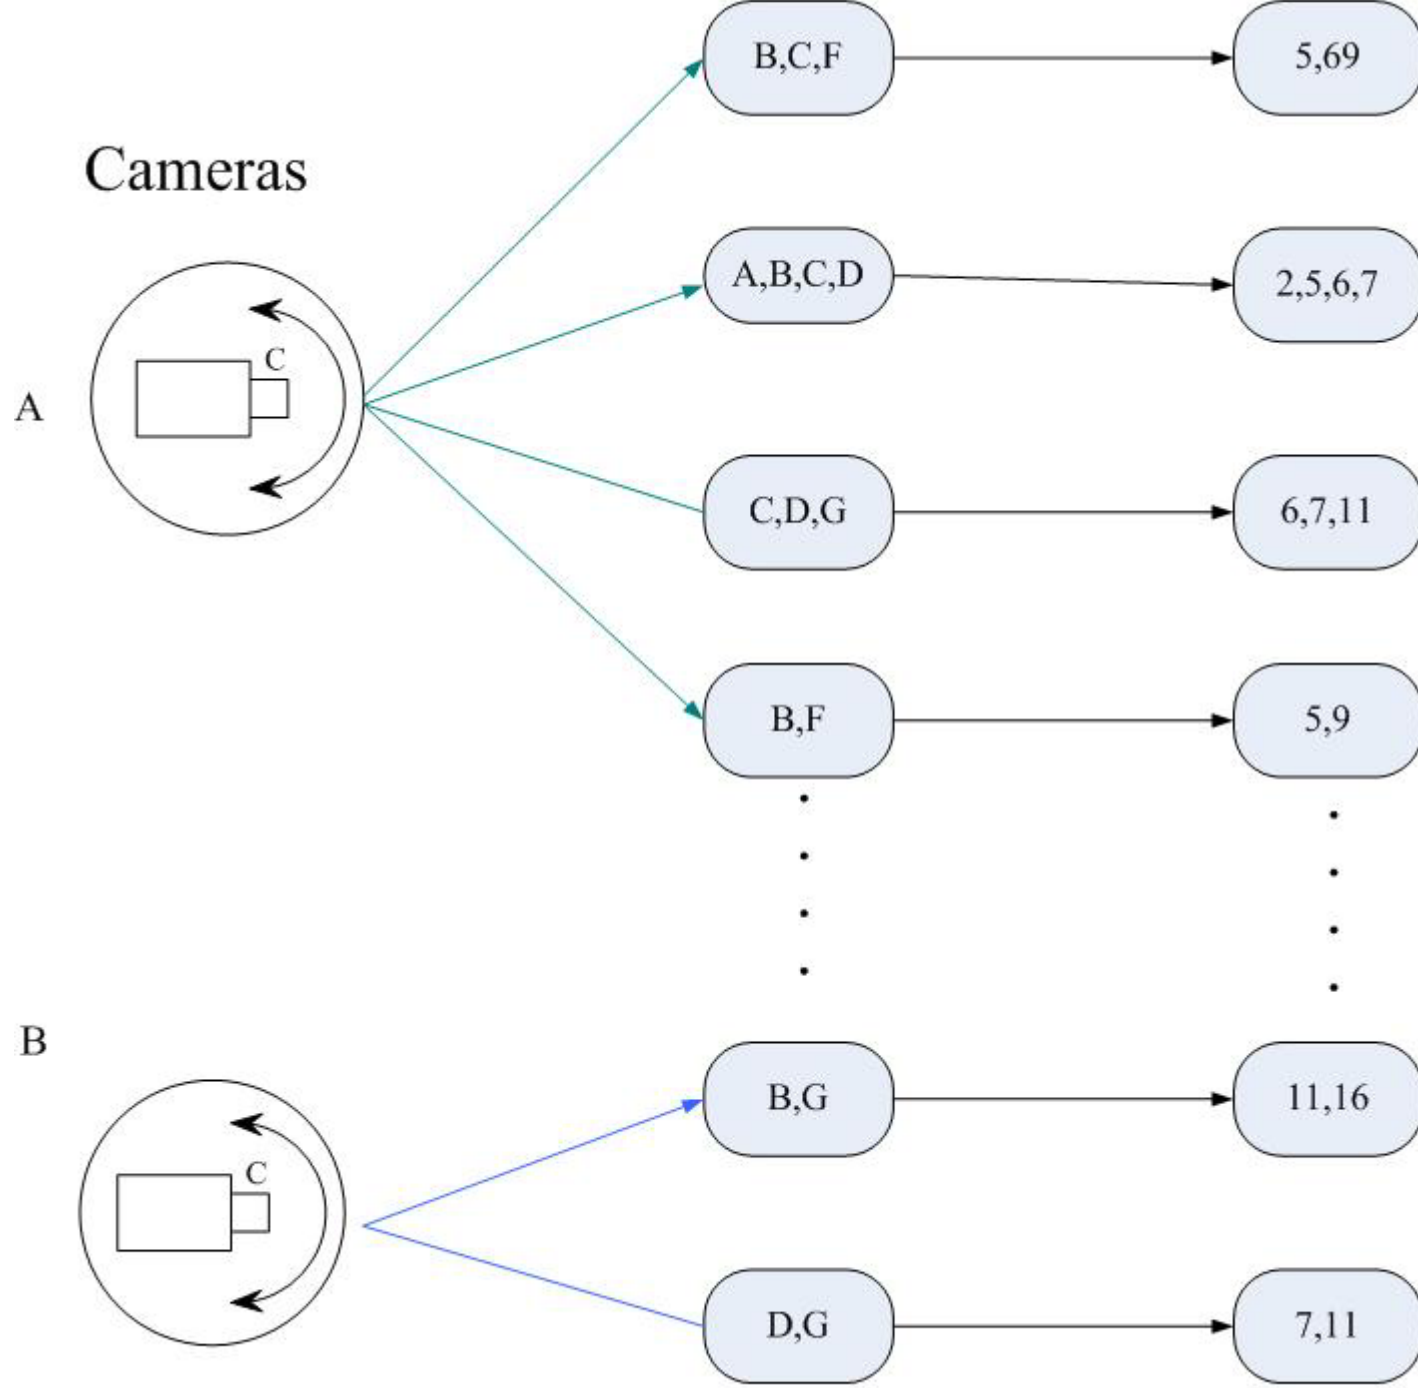 B,C,F
5,69
Cameras
A,B,C,D
2,5,6,7
C
A
C,D,G
6,7,11
B,F
5,9
B
B,G
11,16
C
D,G
7,11